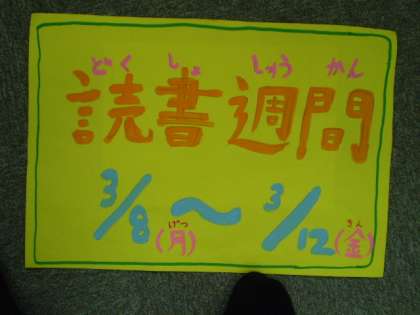 どくしょ しゅうかん
読書週間
3/8(月)〜3/12(金)
げつ きん